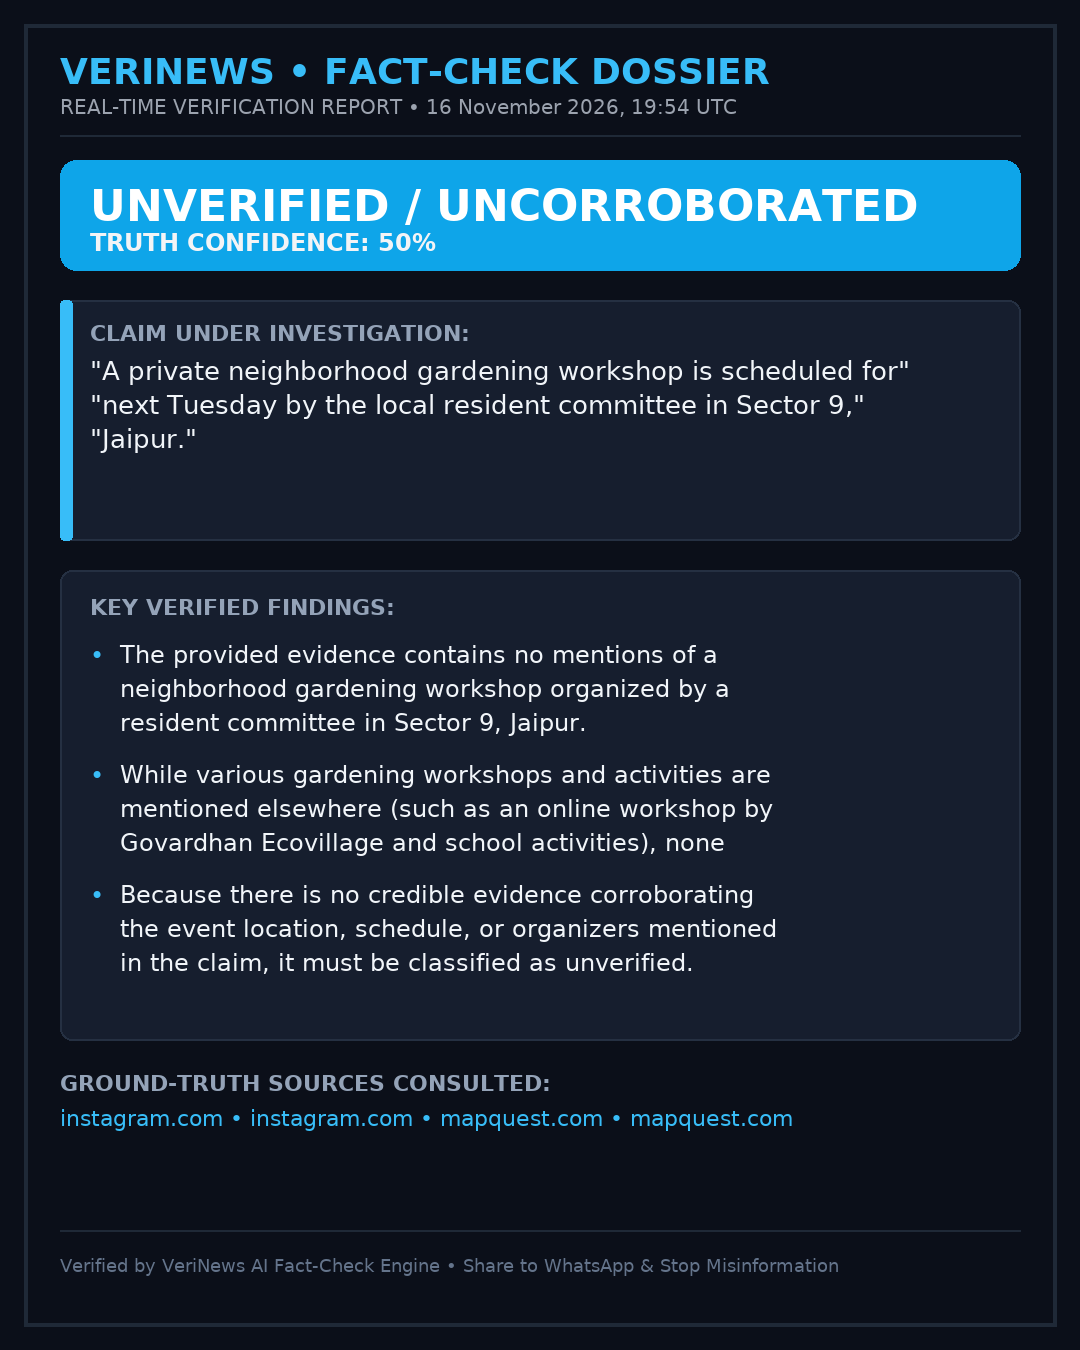 VERINEWS • FACT-CHECK DOSSIER
REAL-TIME VERIFICATION REPORT • 16 November 2026, 19:54 UTC
UNVERIFIED / UNCORROBORATED
TRUTH CONFIDENCE: 50%
CLAIM UNDER INVESTIGATION:
"A private neighborhood gardening workshop is scheduled for"
"next Tuesday by the local resident committee in Sector 9,"
"Jaipur."
KEY VERIFIED FINDINGS:
• The provided evidence contains no mentions of a
neighborhood gardening workshop organized by a
resident committee in Sector 9, Jaipur.
• While various gardening workshops and activities are
mentioned elsewhere (such as an online workshop by
Govardhan Ecovillage and school activities), none
• Because there is no credible evidence corroborating
the event location, schedule, or organizers mentioned
in the claim, it must be classified as unverified.
GROUND-TRUTH SOURCES CONSULTED:
instagram.com • instagram.com • mapquest.com • mapquest.com
Verified by VeriNews AI Fact-Check Engine • Share to WhatsApp & Stop Misinformation